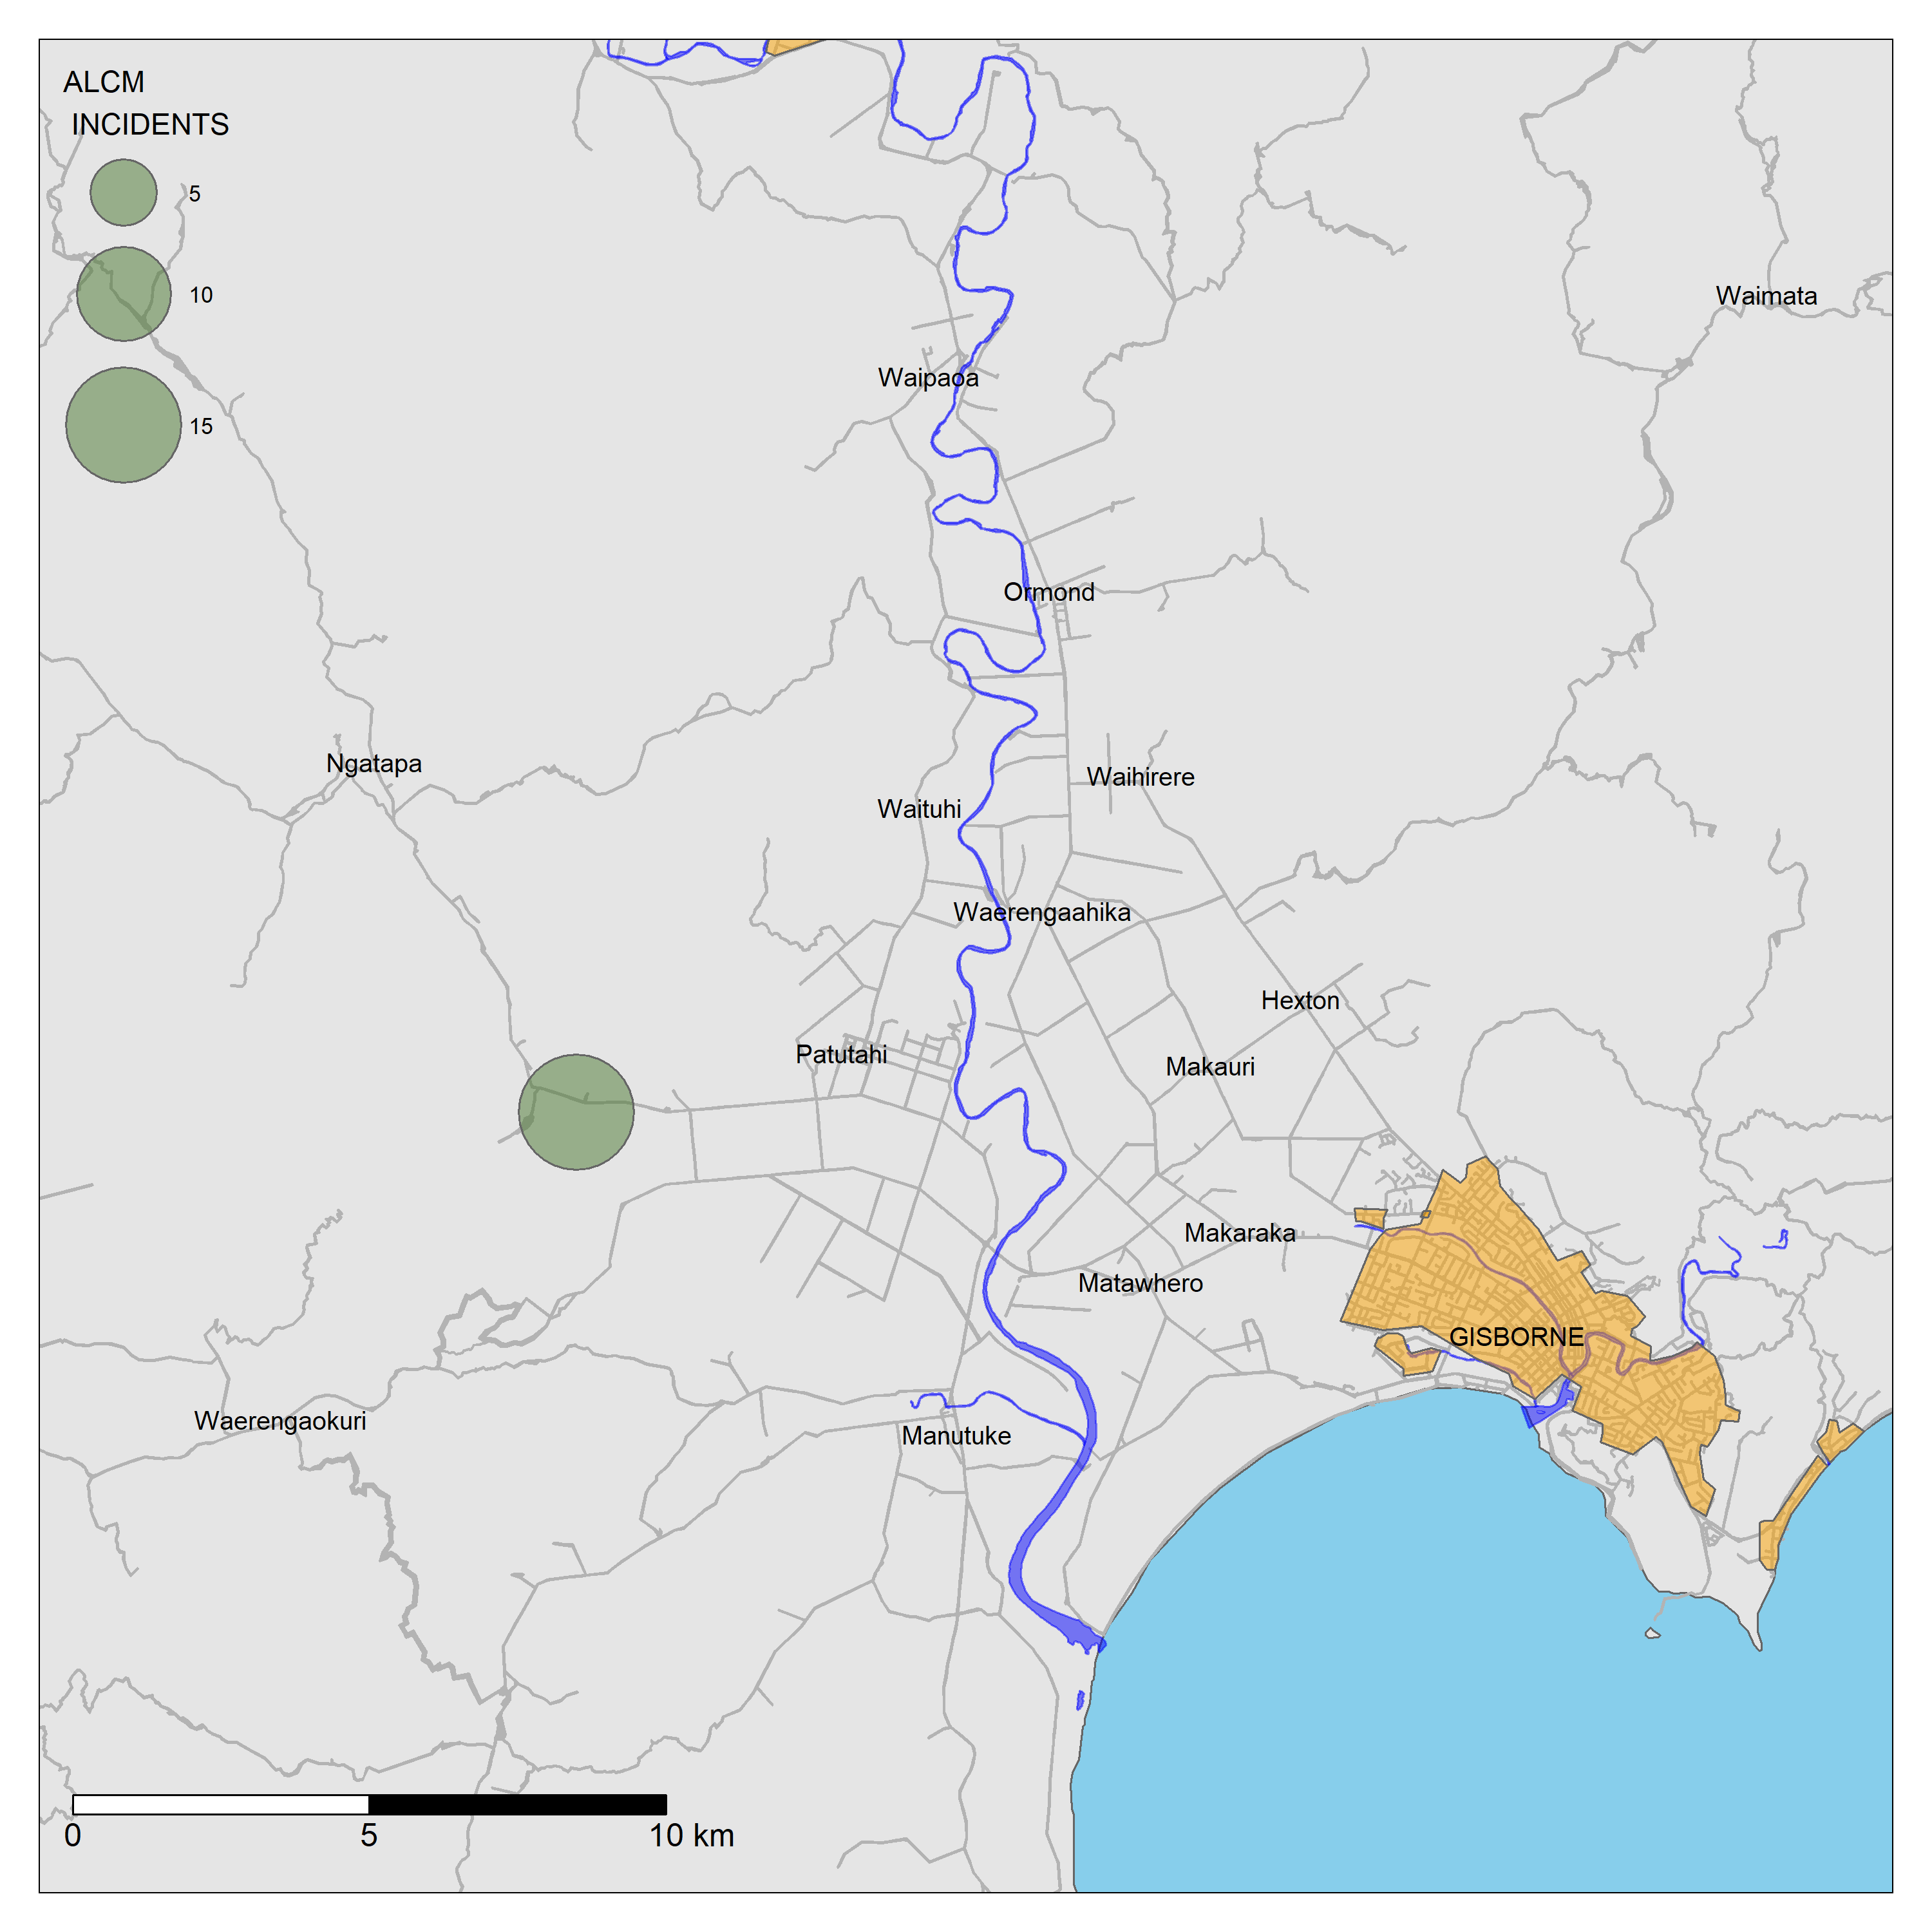 ALCM
INCIDENTS
5
10
15
Waimata
Waipaoa
Ormond
Ngatapa
Waihirere
Waituhi
Waerengaahika
Hexton
Patutahi
Makauri
Makaraka
Matawhero
GISBORNE
Waerengaokuri
Manutuke
0 5 10 km